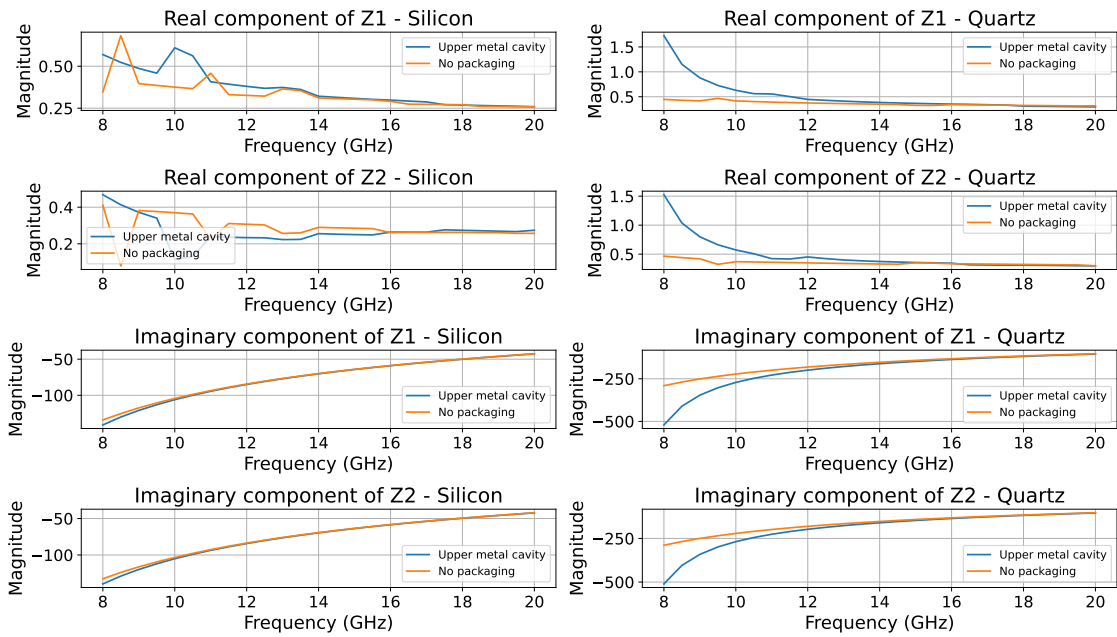 Real component of Z1 - Silicon
Magnitude
0.50
0.25
Upper metal cavity
No packaging
8 10 12 14 16 18 20
Frequency (GHz)
Real component of Z1 - Quartz
Magnitude
1.5
1.0
0.5
Upper metal cavity
No packaging
8 10 12 14 16 18 20
Frequency (GHz)
Real component of Z2 - Silicon
Magnitude
0.4
0.2
Upper metal cavity
No packaging
8 10 12 14 16 18 20
Frequency (GHz)
Real component of Z2 - Quartz
Magnitude
1.5
1.0
0.5
Upper metal cavity
No packaging
8 10 12 14 16 18 20
Frequency (GHz)
Imaginary component of Z1 - Silicon
Magnitude
−50
−100
Upper metal cavity
No packaging
8 10 12 14 16 18 20
Frequency (GHz)
Imaginary component of Z1 - Quartz
Magnitude
−250
−500
Upper metal cavity
No packaging
8 10 12 14 16 18 20
Frequency (GHz)
Imaginary component of Z2 - Silicon
Magnitude
−50
−100
Upper metal cavity
No packaging
8 10 12 14 16 18 20
Frequency (GHz)
Imaginary component of Z2 - Quartz
Magnitude
−250
−500
Upper metal cavity
No packaging
8 10 12 14 16 18 20
Frequency (GHz)